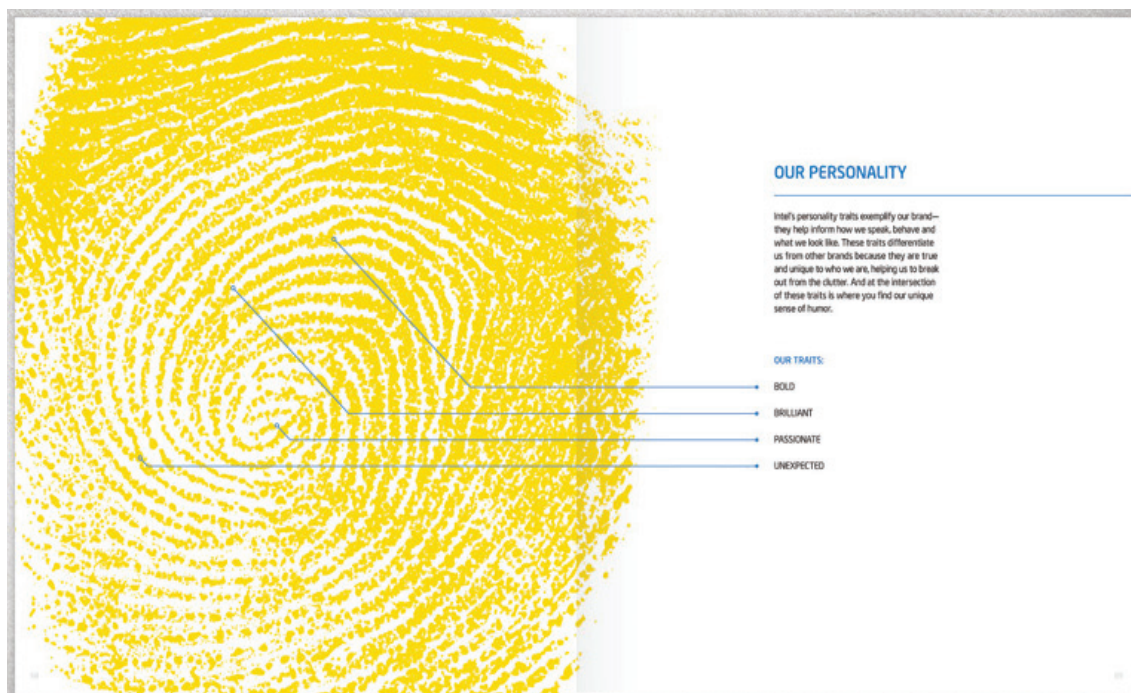 OUR PERSONALITY
Intel's personality traits exemplify our brand—
they help inform how we speak, behave and
what we look like. These traits differentiate
us from other brands because they are true
and unique to who we are, helping us to break
out from the clutter. And at the intersection
of these traits is where you find our unique
sense of humor.
OUR TRAITS:
BOLD
BRILLIANT
PASSIONATE
UNEXPECTED